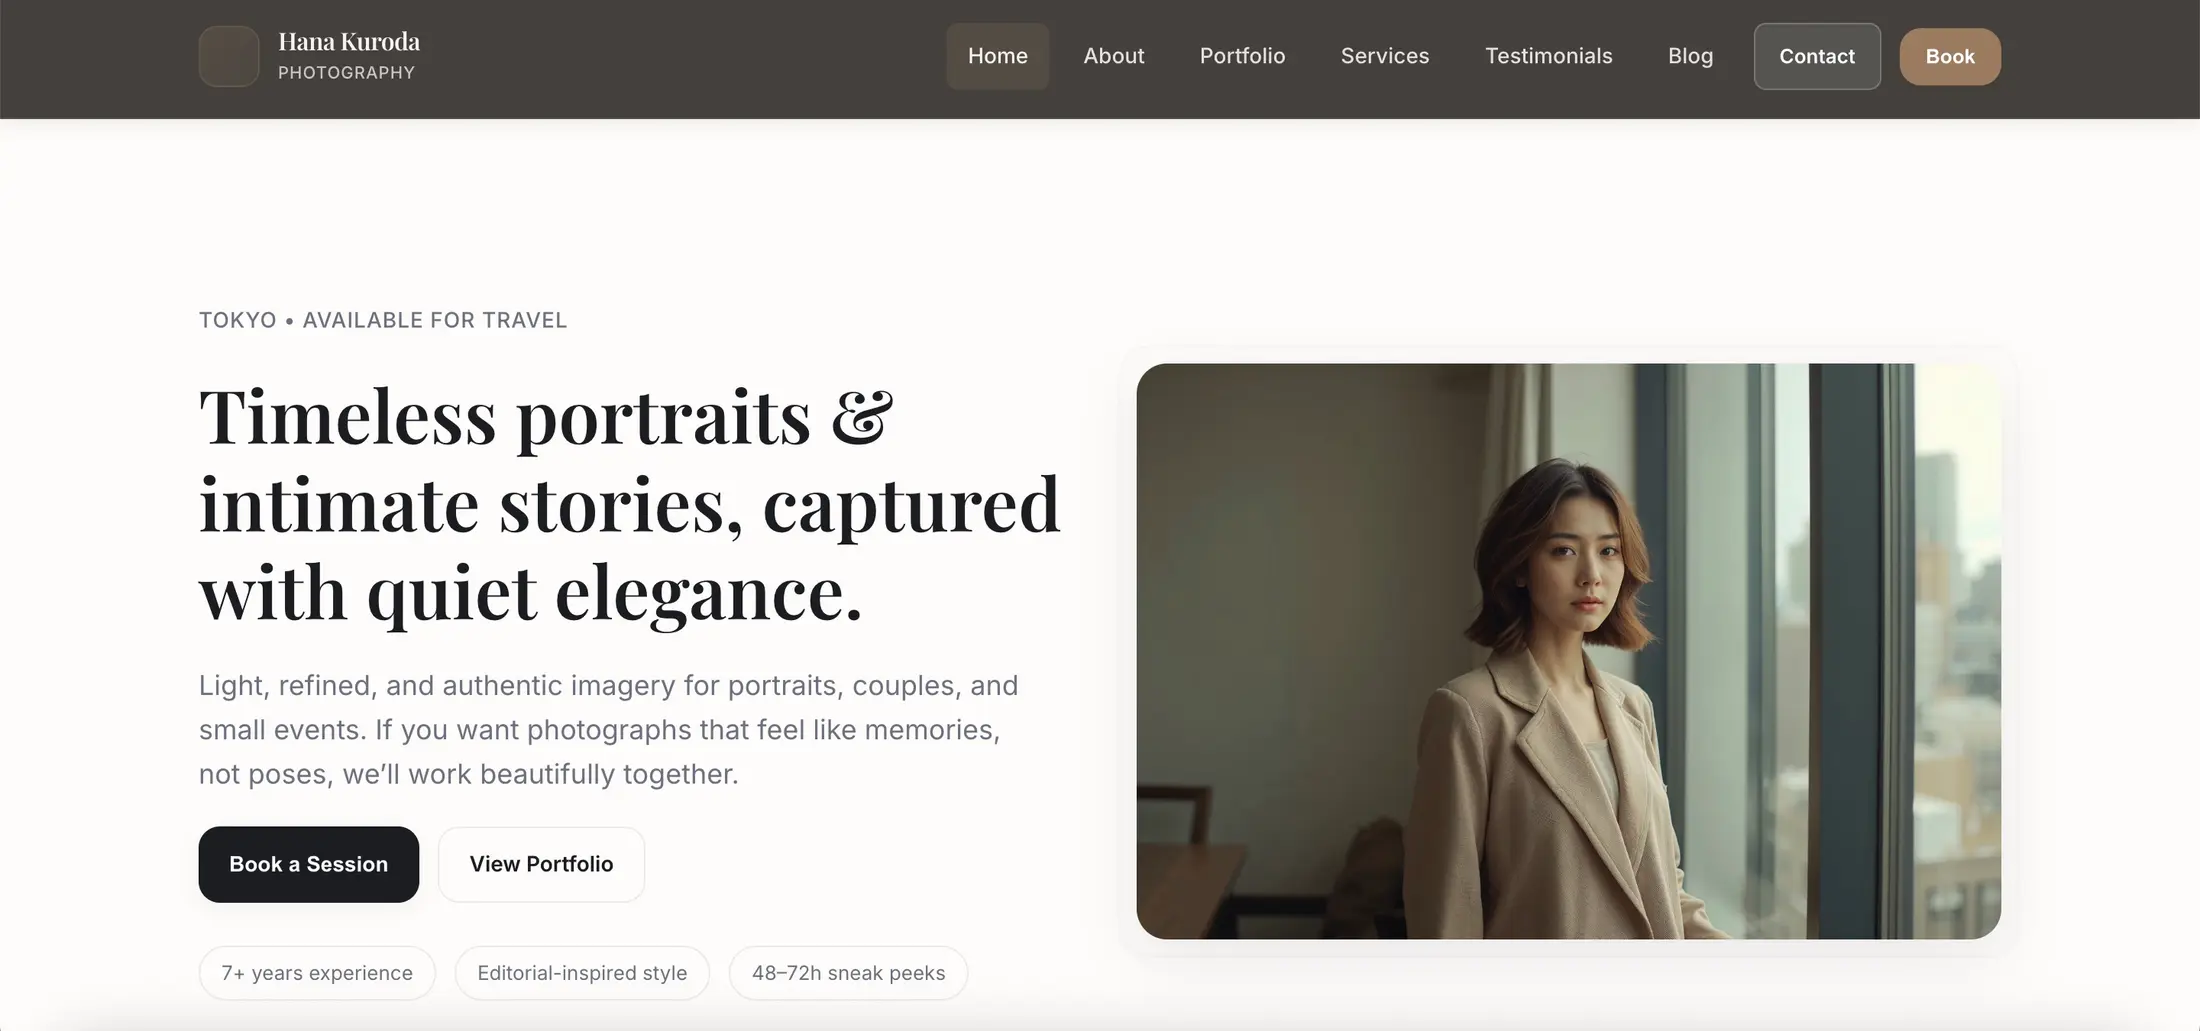 Hana Kuroda
PHOTOGRAPHY
Home
About
Portfolio
Services
Testimonials
Blog
Contact
Book
TOKYO • AVAILABLE FOR TRAVEL
Timeless portraits &
intimate stories, captured
with quiet elegance.
Light, refined, and authentic imagery for portraits, couples, and
small events. If you want photographs that feel like memories,
not poses, we’ll work beautifully together.
Book a Session
View Portfolio
7+ years experience
Editorial-inspired style
48–72h sneak peeks